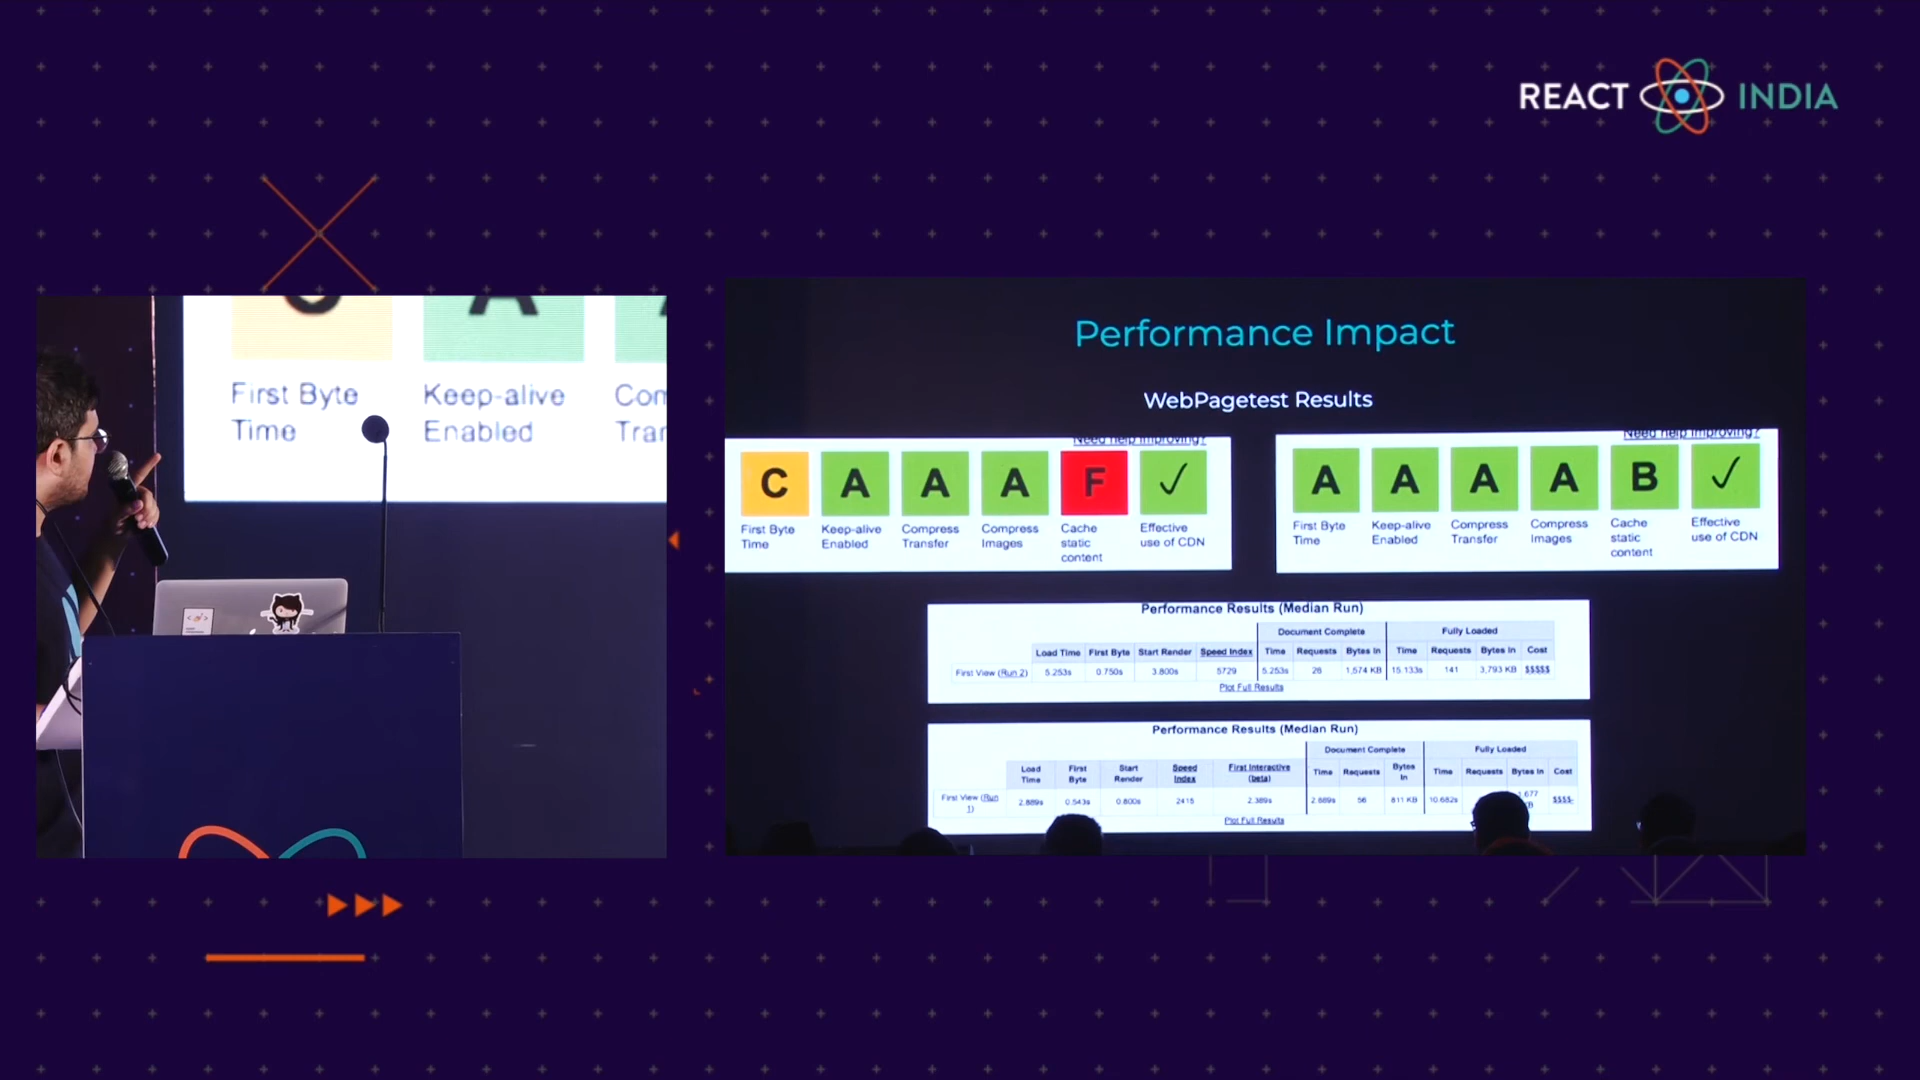 REACT INDIA
C A
First Byte Time
Keep-alive Enabled
Performance Impact
WebPagetest Results
Need help improving?
C A A A F ✓
First Byte Time
Keep-alive Enabled
Compress Transfer
Compress Images
Cache static content
Effective use of CDN
Need help improving?
A A A A B ✓
First Byte Time
Keep-alive Enabled
Compress Transfer
Compress Images
Cache static content
Effective use of CDN
Performance Results (Median Run)
Document Complete Fully Loaded
Load Time First Byte Start Render Speed Index Time Requests Bytes In Time Requests Bytes In Cost
First View (Run 2) 5.253s 0.750s 3.800s 5729 5.253s 26 1,574 KB 15.133s 141 3,793 KB $$$$$
Plot Full Results
Performance Results (Median Run)
Document Complete Fully Loaded
Load Time First Byte Start Render Speed Index First Interactive (beta) Time Requests Bytes In Time Requests Bytes In Cost
First View (Run 1) 2.889s 0.543s 0.800s 2415 2.389s 2.889s 56 811 KB 10.682s
Plot Full Results